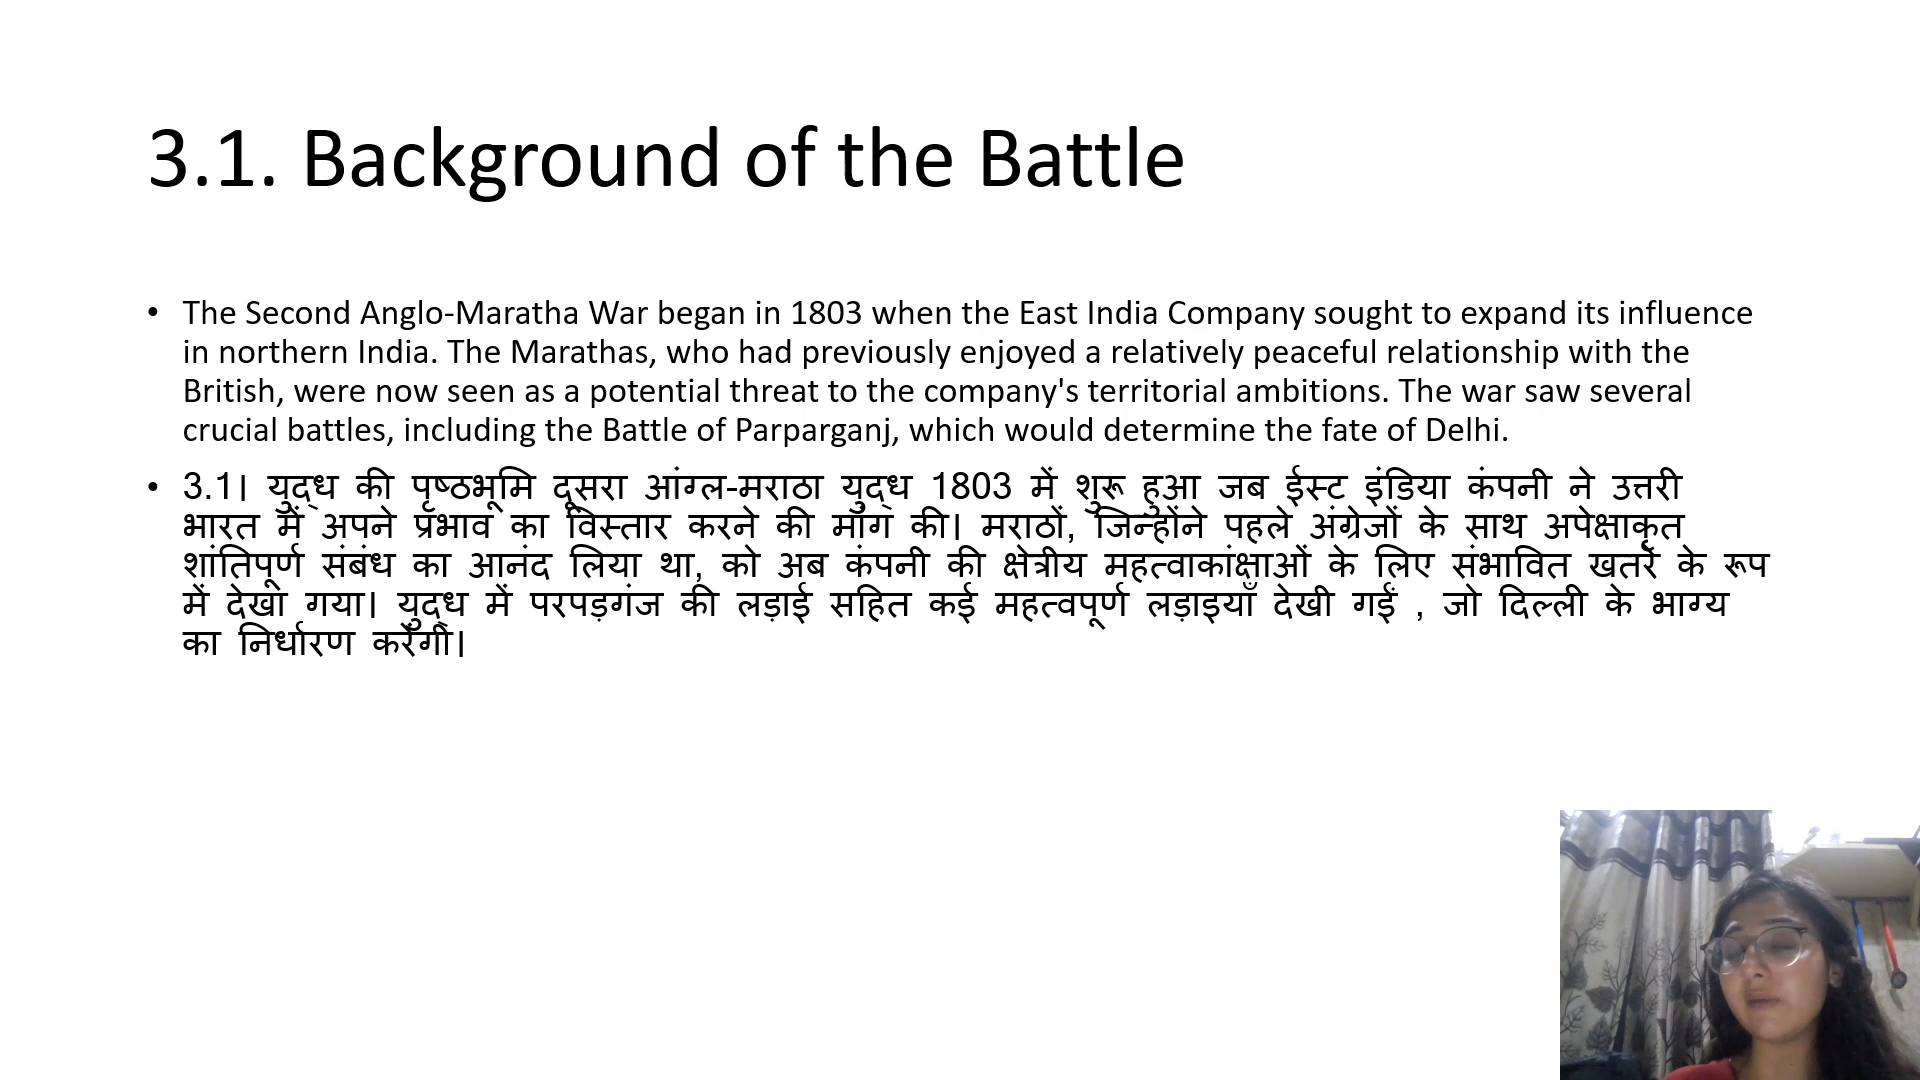 3.1. Background of the Battle
• The Second Anglo-Maratha War began in 1803 when the East India Company sought to expand its influence
in northern India. The Marathas, who had previously enjoyed a relatively peaceful relationship with the
British, were now seen as a potential threat to the company's territorial ambitions. The war saw several
crucial battles, including the Battle of Parparganj, which would determine the fate of Delhi.
• 3.1। युद्ध की पृष्ठभूमि दूसरा आंग्ल-मराठा युद्ध 1803 में शुरू हुआ जब ईस्ट इंडिया कंपनी ने उत्तरी
भारत में अपने प्रभाव का विस्तार करने की मांग की। मराठों, जिन्होंने पहले अंग्रेजों के साथ अपेक्षाकृत
शांतिपूर्ण संबंध का आनंद लिया था, को अब कंपनी की क्षेत्रीय महत्वाकांक्षाओं के लिए संभावित खतरे के रूप
में देखा गया। युद्ध में परपड़गंज की लड़ाई सहित कई महत्वपूर्ण लड़ाइयाँ देखी गईं , जो दिल्ली के भाग्य
का निर्धारण करेंगी।